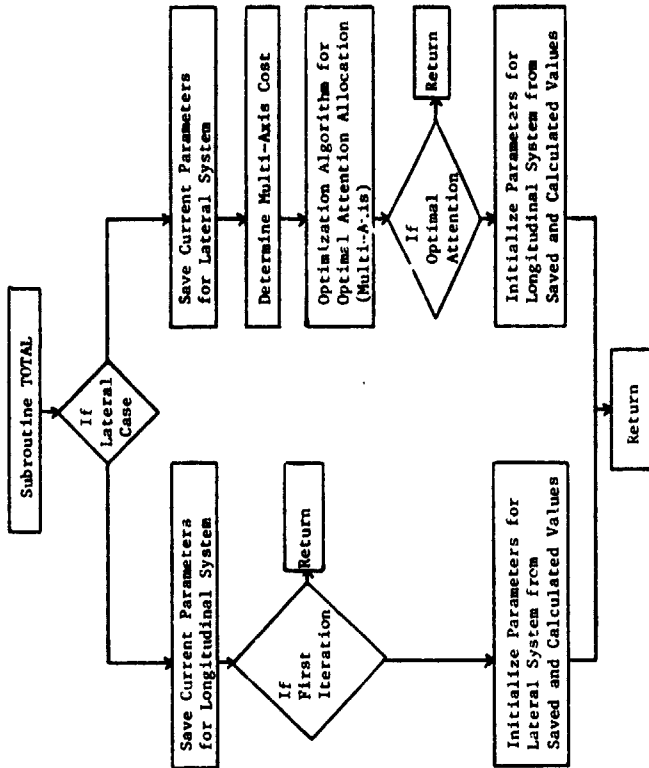 Subroutine TOTAL
If
Lateral
Case
Save Current Parameters
for Longitudinal System
If
First
Iteration
Return
Initialize Parameters for
Lateral System from
Saved and Calculated Values
Save Current Parameters
for Lateral System
Determine Multi-Axis Cost
Optimization Algorithm for
Optimal Attention Allocation
(Multi-Axis)
If
Optimal
Attention
Return
Initialize Parameters for
Longitudinal System from
Saved and Calculated Values
Return